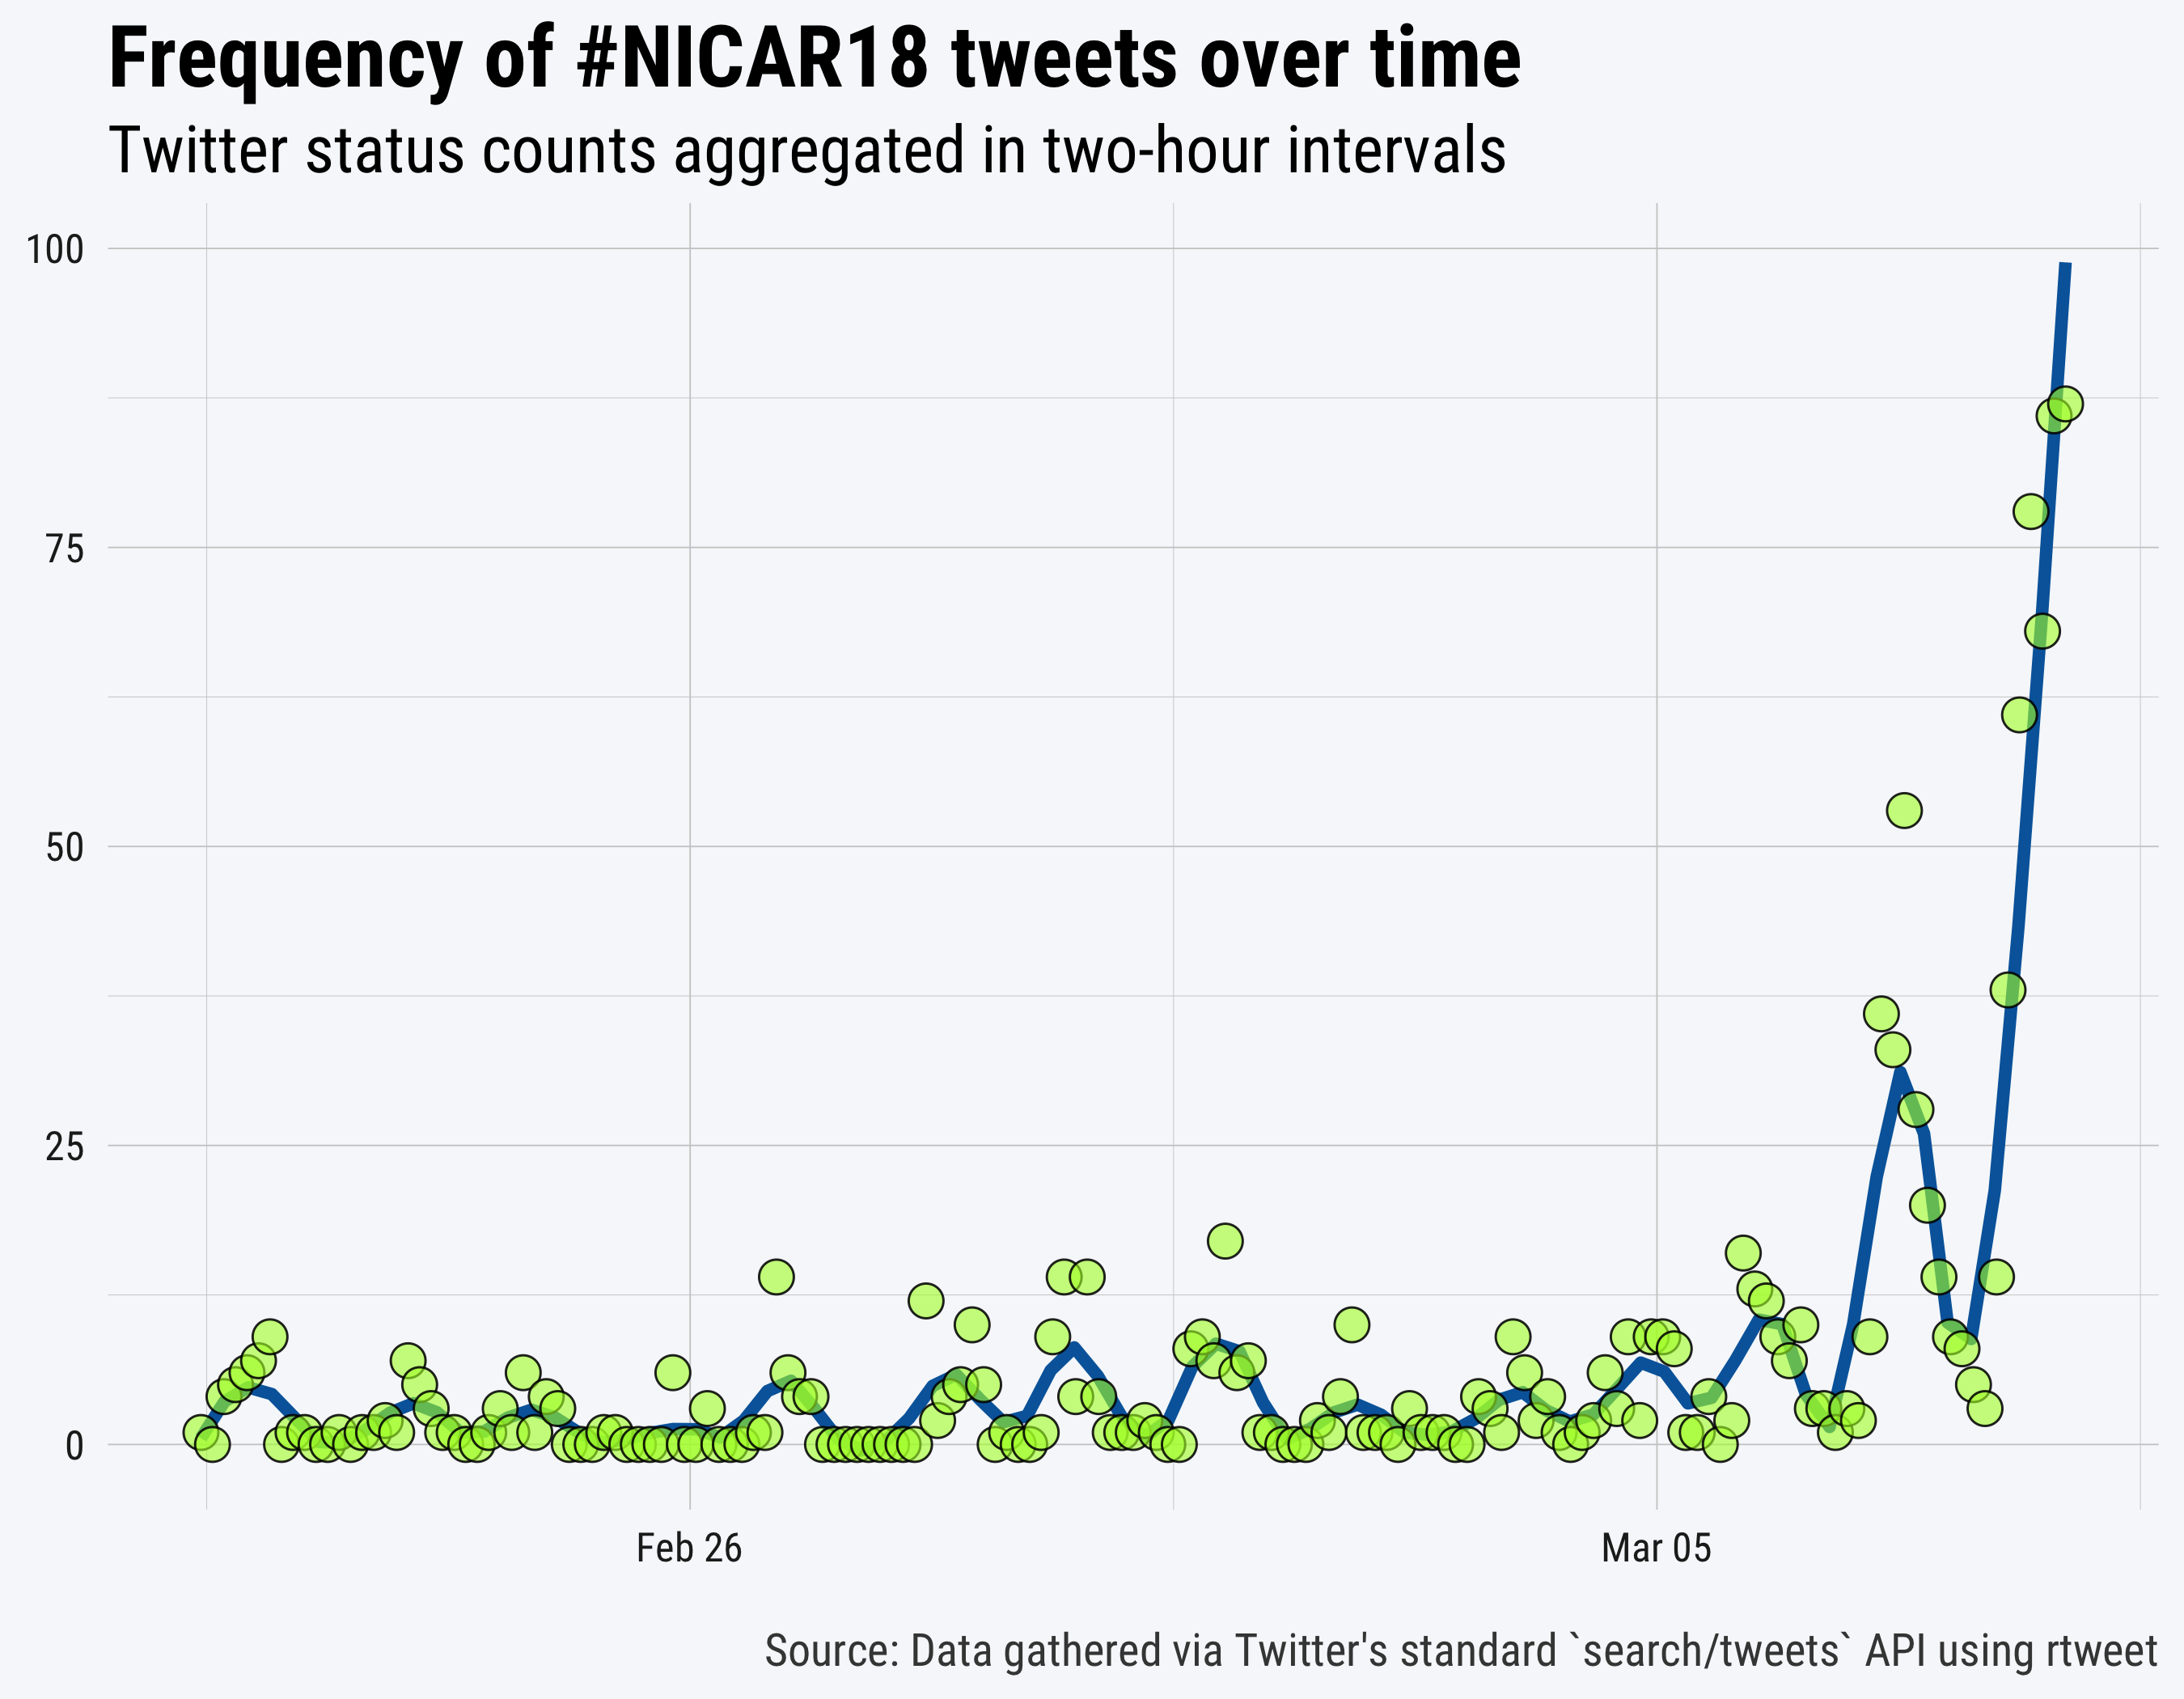 Frequency of #NICAR18 tweets over time
Twitter status counts aggregated in two-hour intervals
100
75
50
25
0
Feb 26
Mar 05
Source: Data gathered via Twitter's standard `search/tweets` API using rtweet